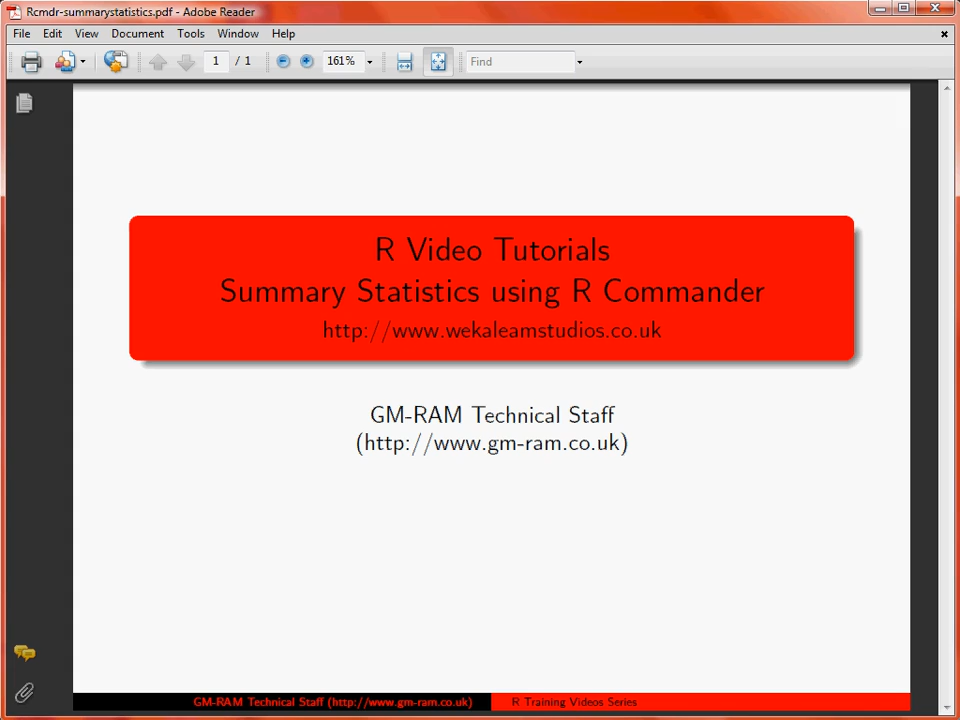 Rcmdr-summarystatistics.pdf - Adobe Reader
File Edit View Document Tools Window Help
1 / 1 161% Find
R Video Tutorials
Summary Statistics using R Commander
http://www.wekaleamstudios.co.uk
GM-RAM Technical Staff
(http://www.gm-ram.co.uk)
GM-RAM Technical Staff (http://www.gm-ram.co.uk) R Training Videos Series